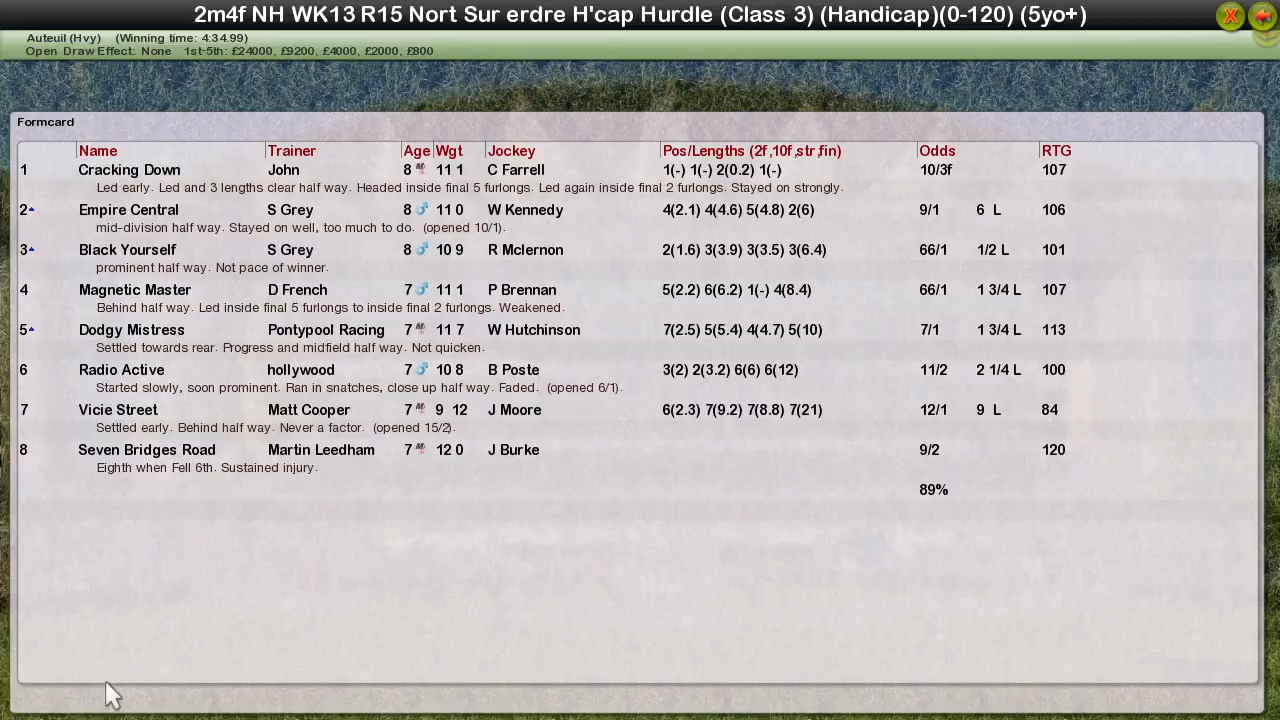 2m4f NH WK13 R15 Nort Sur erdre H'cap Hurdle (Class 3) (Handicap)(0-120) (5yo+)
Auteuil (Hvy) (Winning time: 4:34.99)
Open Draw Effect: None 1st-5th: £24000, £9200, £4000, £2000, £800
Formcard
Name Trainer Age Wgt Jockey Pos/Lengths (2f,10f,str,fin) Odds RTG
1 Cracking Down John 8 11 1 C Farrell 1(-) 1(-) 2(0.2) 1(-) 10/3f 107
Led early. Led and 3 lengths clear half way. Headed inside final 5 furlongs. Led again inside final 2 furlongs. Stayed on strongly.
2 Empire Central S Grey 8 11 0 W Kennedy 4(2.1) 4(4.6) 5(4.8) 2(6) 9/1 6 L 106
mid-division half way. Stayed on well, too much to do. (opened 10/1).
3 Black Yourself S Grey 8 10 9 R Mclernon 2(1.6) 3(3.9) 3(3.5) 3(6.4) 66/1 1/2 L 101
prominent half way. Not pace of winner.
4 Magnetic Master D French 7 11 1 P Brennan 5(2.2) 6(6.2) 1(-) 4(8.4) 66/1 1 3/4 L 107
Behind half way. Led inside final 5 furlongs to inside final 2 furlongs. Weakened.
5 Dodgy Mistress Pontypool Racing 7 11 7 W Hutchinson 7(2.5) 5(5.4) 4(4.7) 5(10) 7/1 1 3/4 L 113
Settled towards rear. Progress and midfield half way. Not quicken.
6 Radio Active hollywood 7 10 8 B Poste 3(2) 2(3.2) 6(6) 6(12) 11/2 2 1/4 L 100
Started slowly, soon prominent. Ran in snatches, close up half way. Faded. (opened 6/1).
7 Vicie Street Matt Cooper 7 9 12 J Moore 6(2.3) 7(9.2) 7(8.8) 7(21) 12/1 9 L 84
Settled early. Behind half way. Never a factor. (opened 15/2).
8 Seven Bridges Road Martin Leedham 7 12 0 J Burke 9/2 120
Eighth when Fell 6th. Sustained injury.
89%